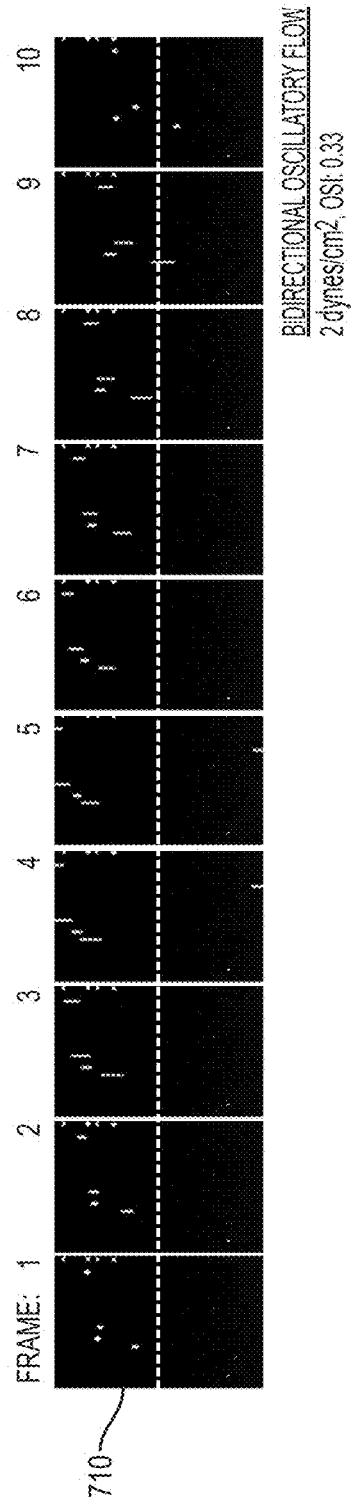 FRAME: 1 2 3 4 5 6 7 8 9 10
710
BIDIRECTIONAL OSCILLATORY FLOW
2 dynes/cm², OSI: 0.33